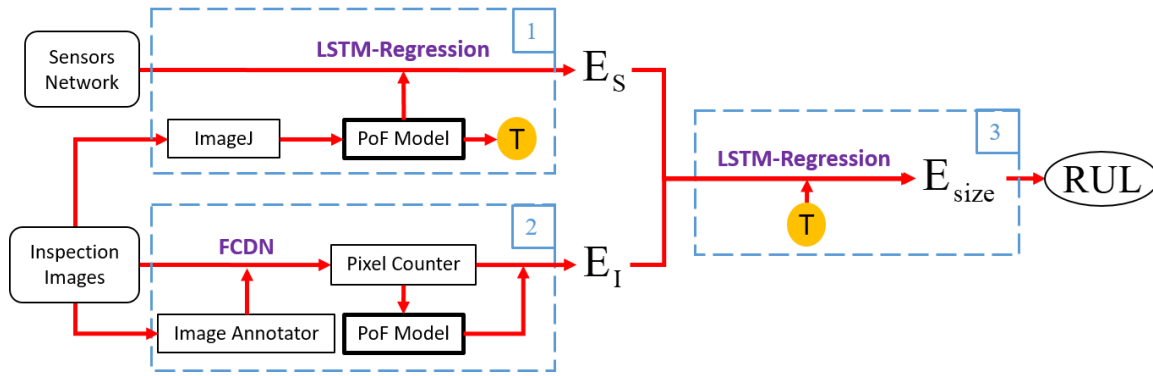 1
LSTM-Regression
Sensors
Network
E_S
ImageJ
PoF Model
T
3
LSTM-Regression
E_size
RUL
T
2
Inspection
Images
FCDN
Pixel Counter
E_I
Image Annotator
PoF Model